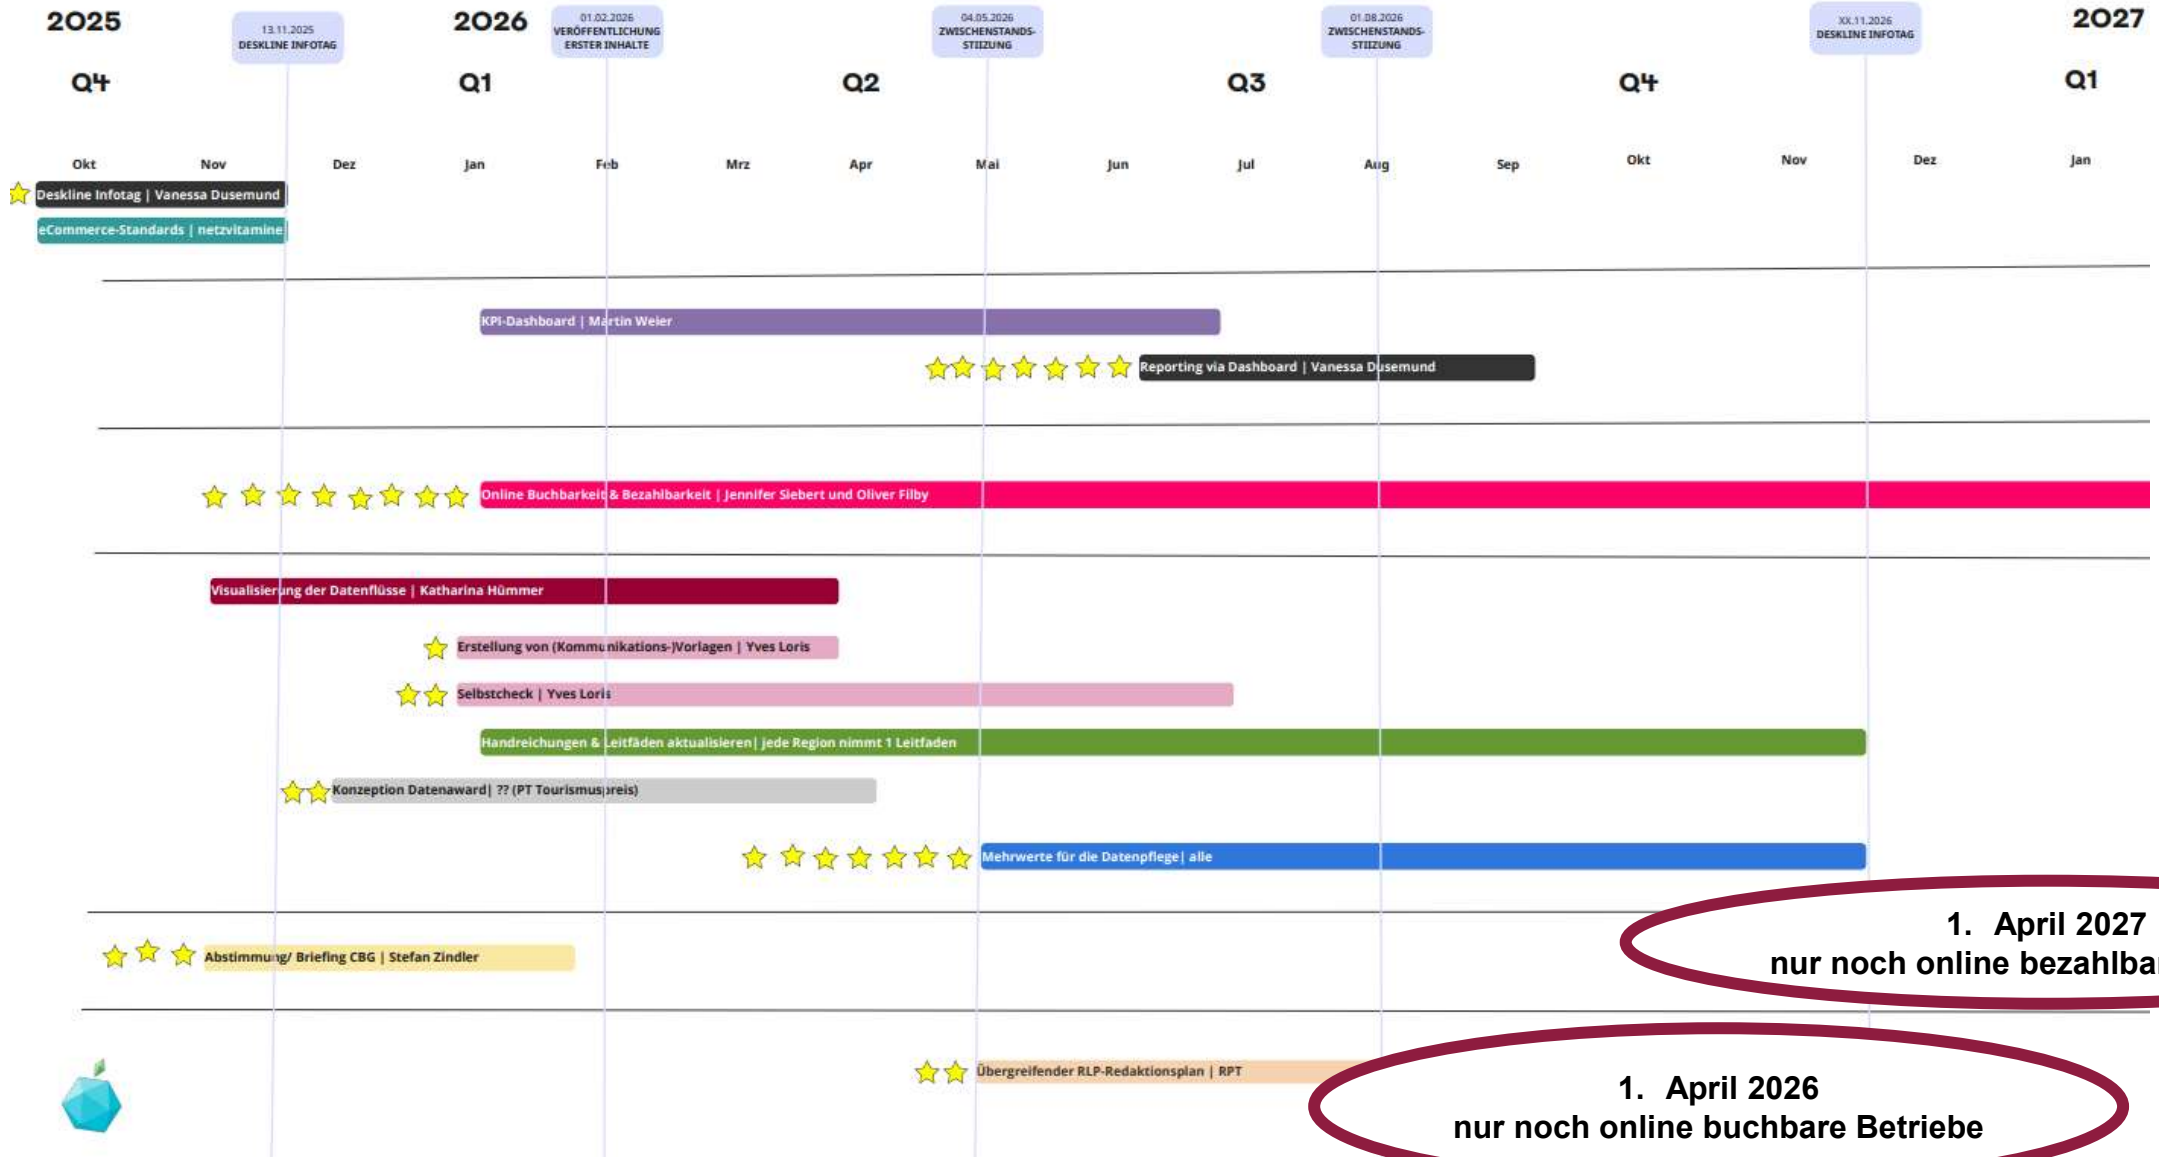 2025
2026
2027
13.11.2025
DESKLINE INFOTAG
01.02.2026
VERÖFFENTLICHUNG
ERSTER INHALTE
04.05.2026
ZWISCHENSTANDS-
STIIZUNG
01.08.2026
ZWISCHENSTANDS-
STIIZUNG
XX.11.2026
DESKLINE INFOTAG
Q4 Q1 Q2 Q3 Q4 Q1
Okt Nov Dez Jan Feb Mrz Apr Mai Jun Jul Aug Sep Okt Nov Dez Jan
Deskline Infotag | Vanessa Dusemund
eCommerce-Standards | netzvitamine
KPI-Dashboard | Martin Weier
Reporting via Dashboard | Vanessa Dusemund
Online Buchbarkeit & Bezahlbarkeit | Jennifer Siebert und Oliver Filby
Visualisierung der Datenflüsse | Katharina Hümmer
Erstellung von (Kommunikations-)Vorlagen | Yves Loris
Selbstcheck | Yves Loris
Handreichungen & Leitfäden aktualisieren| jede Region nimmt 1 Leitfaden
Konzeption Datenaward| ?? (PT Tourismuspreis)
Mehrwerte für die Datenpflege| alle
1. April 2027
nur noch online bezahlba
Abstimmung/ Briefing CBG | Stefan Zindler
Übergreifender RLP-Redaktionsplan | RPT
1. April 2026
nur noch online buchbare Betriebe